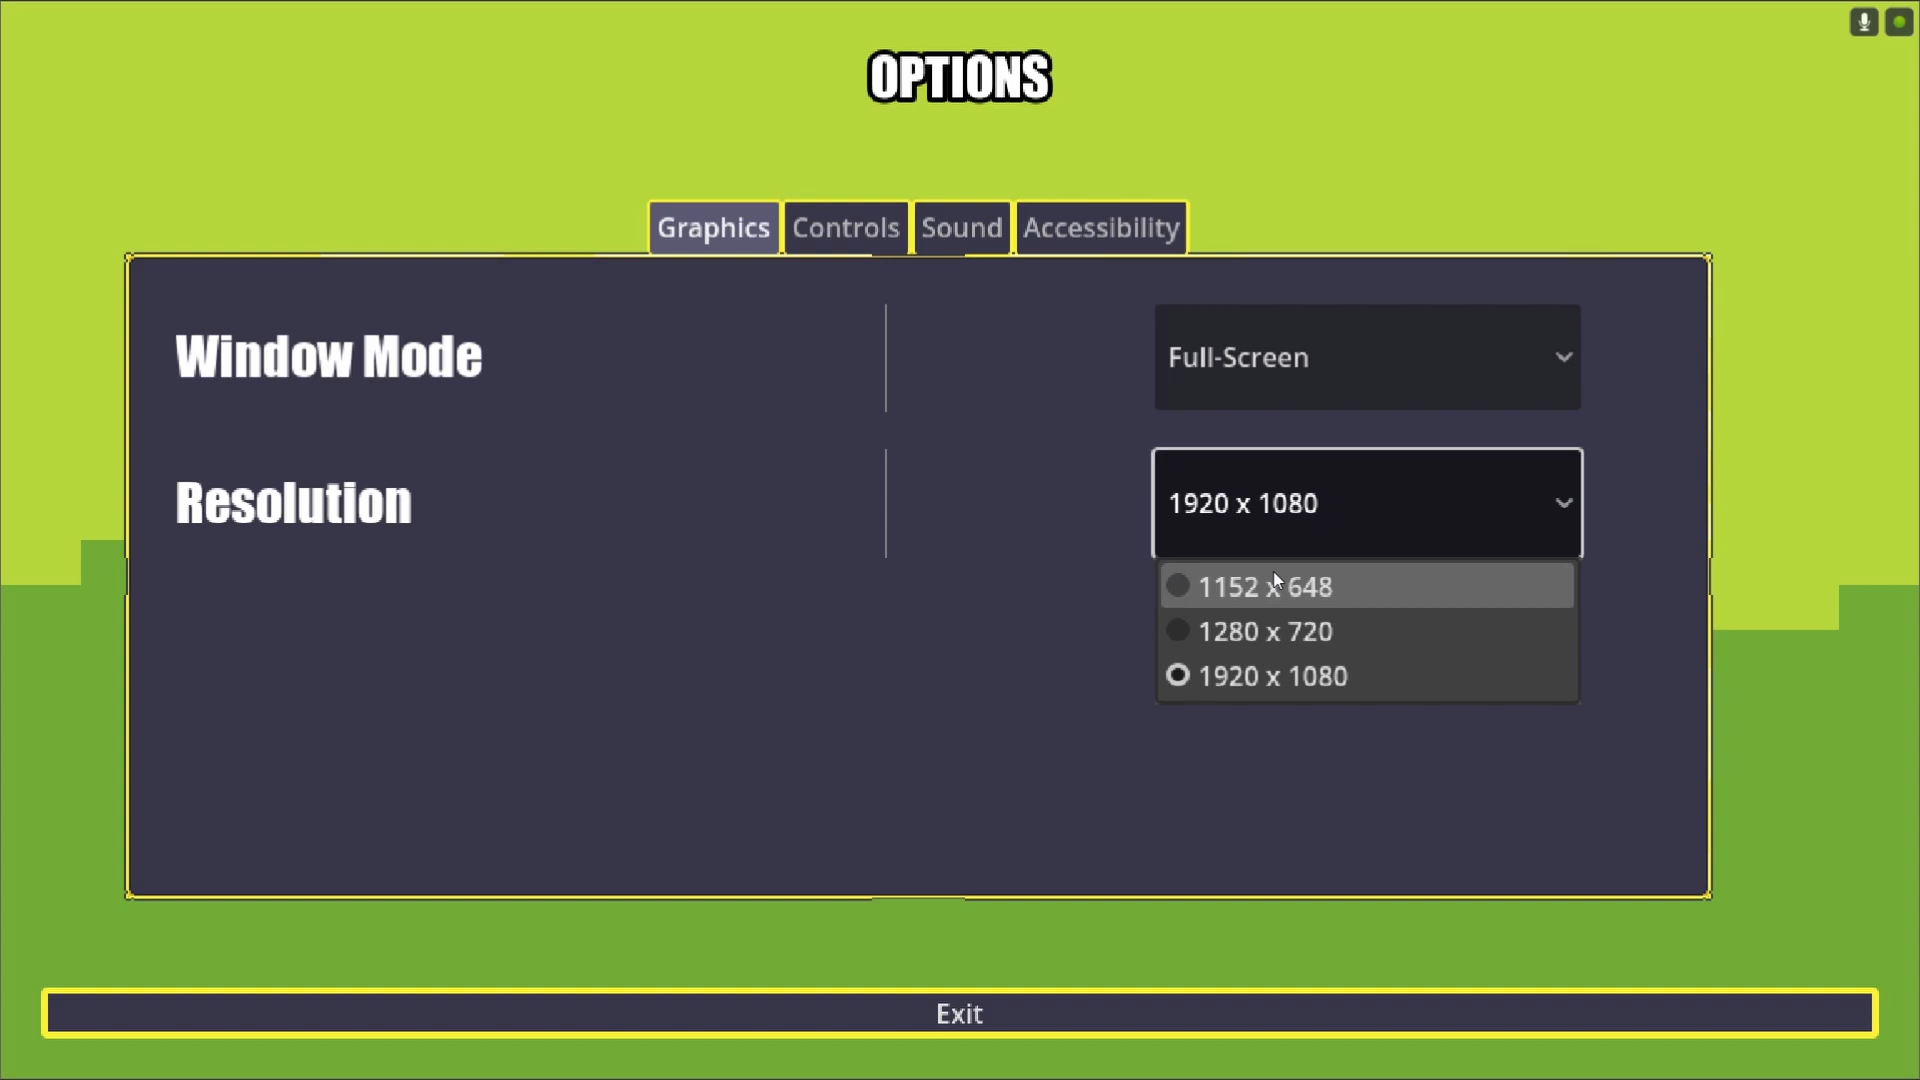 OPTIONS
Graphics Controls Sound Accessibility
Window Mode
Full-Screen
Resolution
1920 x 1080
1152 x 648
1280 x 720
1920 x 1080
Exit